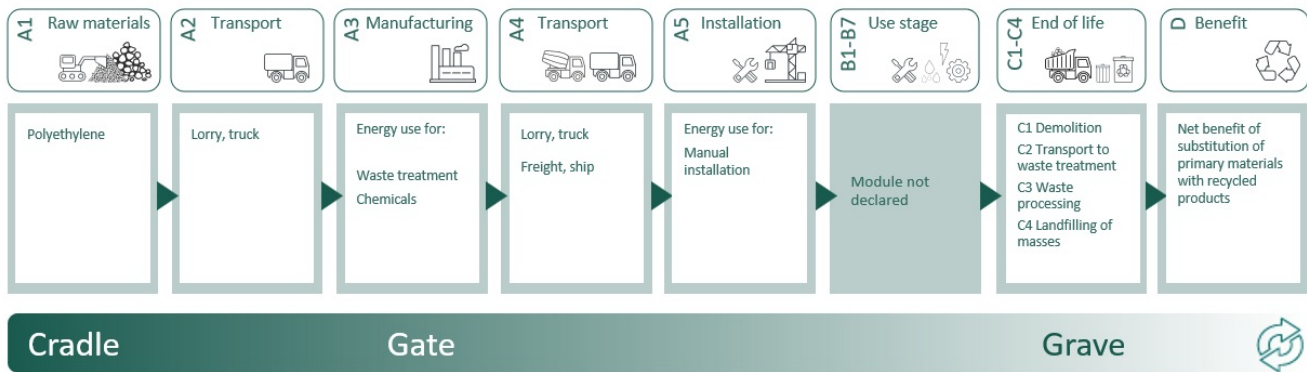 A1 Raw materials
A2 Transport
A3 Manufacturing
A4 Transport
A5 Installation
B1-B7 Use stage
C1-C4 End of life
D Benefit
Polyethylene
Lorry, truck
Energy use for:
Waste treatment
Chemicals
Lorry, truck
Freight, ship
Energy use for:
Manual
installation
Module not
declared
C1 Demolition
C2 Transport to
waste treatment
C3 Waste
processing
C4 Landfilling of
masses
Net benefit of
substitution of
primary materials
with recycled
products
Cradle
Gate
Grave